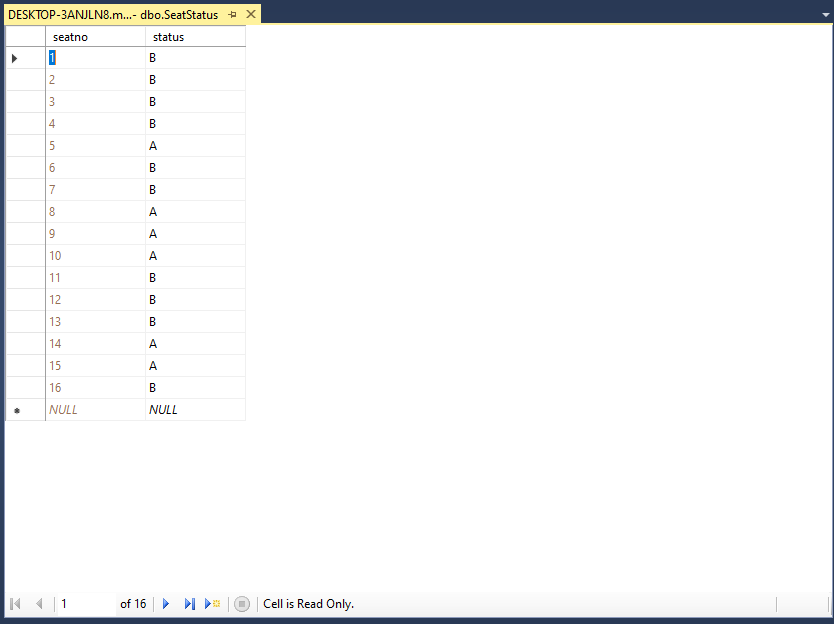 DESKTOP-3ANJLN8.m...- dbo.SeatStatus
seatno status
1 B
2 B
3 B
4 B
5 A
6 B
7 B
8 A
9 A
10 A
11 B
12 B
13 B
14 A
15 A
16 B
NULL NULL
1 of 16 Cell is Read Only.